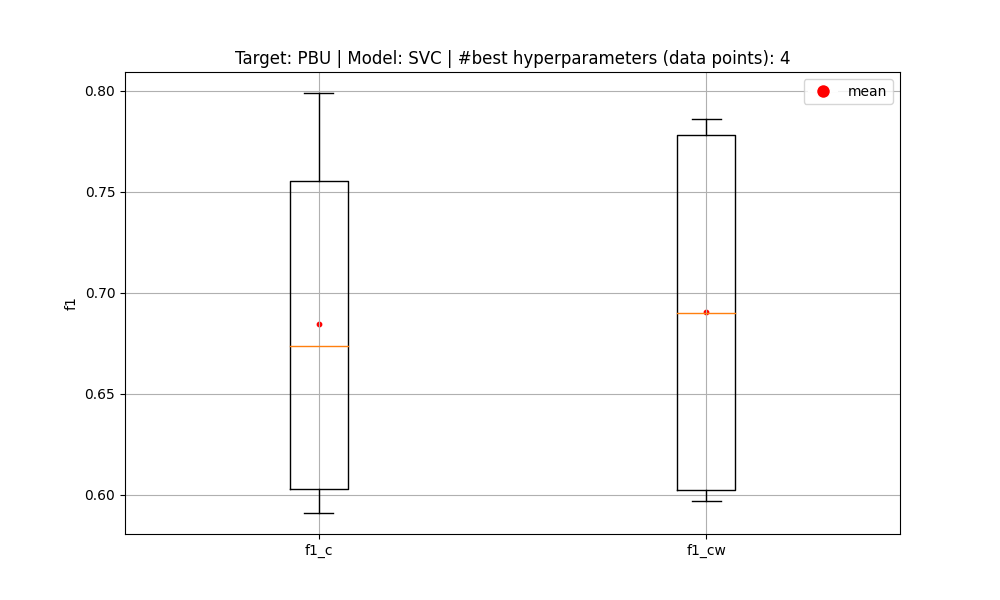 Target: PBU | Model: SVC | #best hyperparameters (data points): 4
mean
0.80
0.75
0.70
0.65
0.60
f1
f1_c
f1_cw